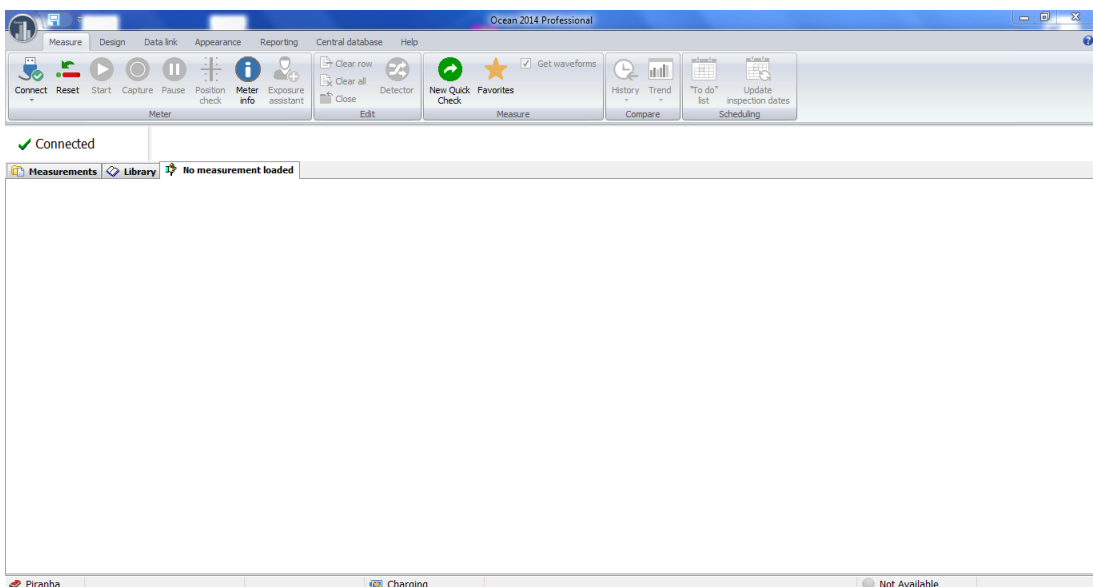 Ocean 2014 Professional
Measure Design Data link Appearance Reporting Central database Help
Connect Reset Start Capture Pause Position check Meter info Exposure assistant
Meter
Clear row
Clear all
Close
Detector
Edit
New Quick Check Favorites Get waveforms
Measure
History Trend
Compare
"To do" list Update inspection dates
Scheduling
Connected
Measurements Library No measurement loaded
Piranha Charging Not Available